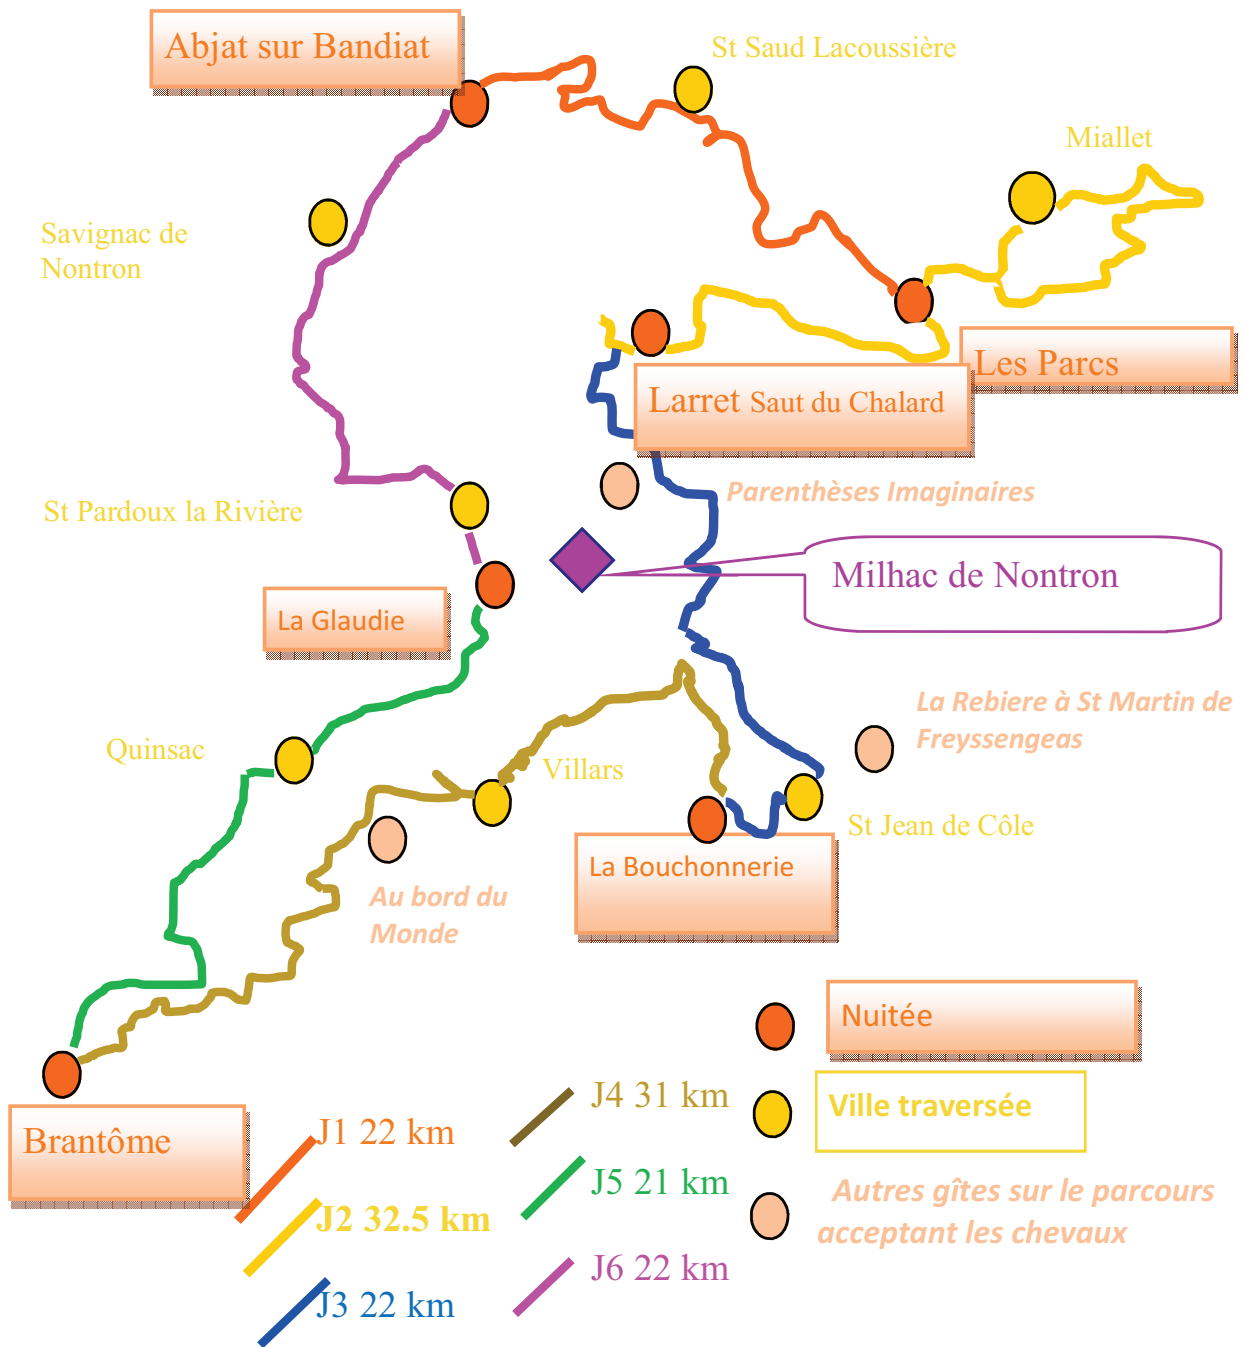 Abjat sur Bandiat
St Saud Lacoussière
Miallet
Savignac de
Nontron
Les Parcs
Larret Saut du Chalard
Parenthèses Imaginaires
St Pardoux la Rivière
Milhac de Nontron
La Glaudie
La Rebiere à St Martin de
Freyssengeas
Quinsac
Villars
St Jean de Côle
La Bouchonnerie
Au bord du
Monde
Nuitée
Ville traversée
Autres gîtes sur le parcours
acceptant les chevaux
Brantôme
J1 22 km
J2 32.5 km
J3 22 km
J4 31 km
J5 21 km
J6 22 km